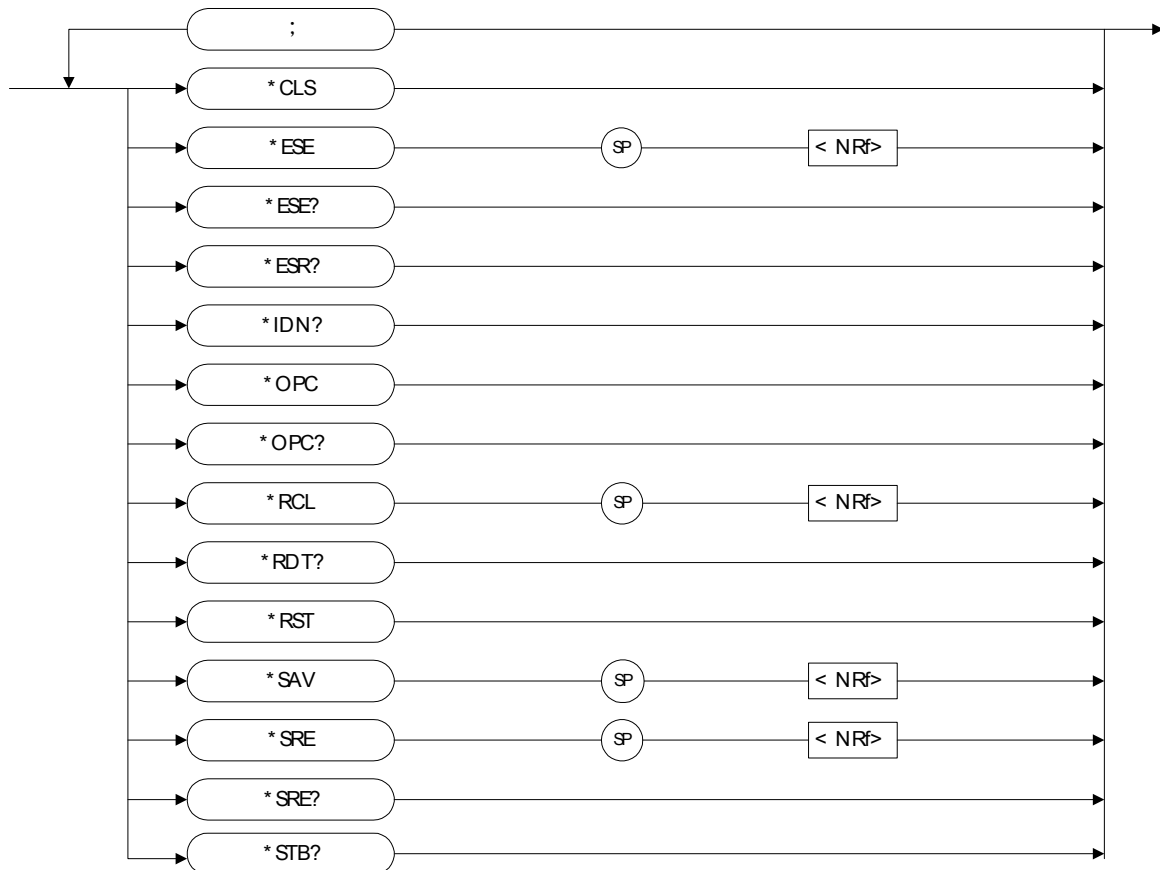 ;
*CLS
*ESE SP <NRf>
*ESE?
*ESR?
*IDN?
*OPC
*OPC?
*RCL SP <NRf>
*RDT?
*RST
*SAV SP <NRf>
*SRE SP <NRf>
*SRE?
*STB?